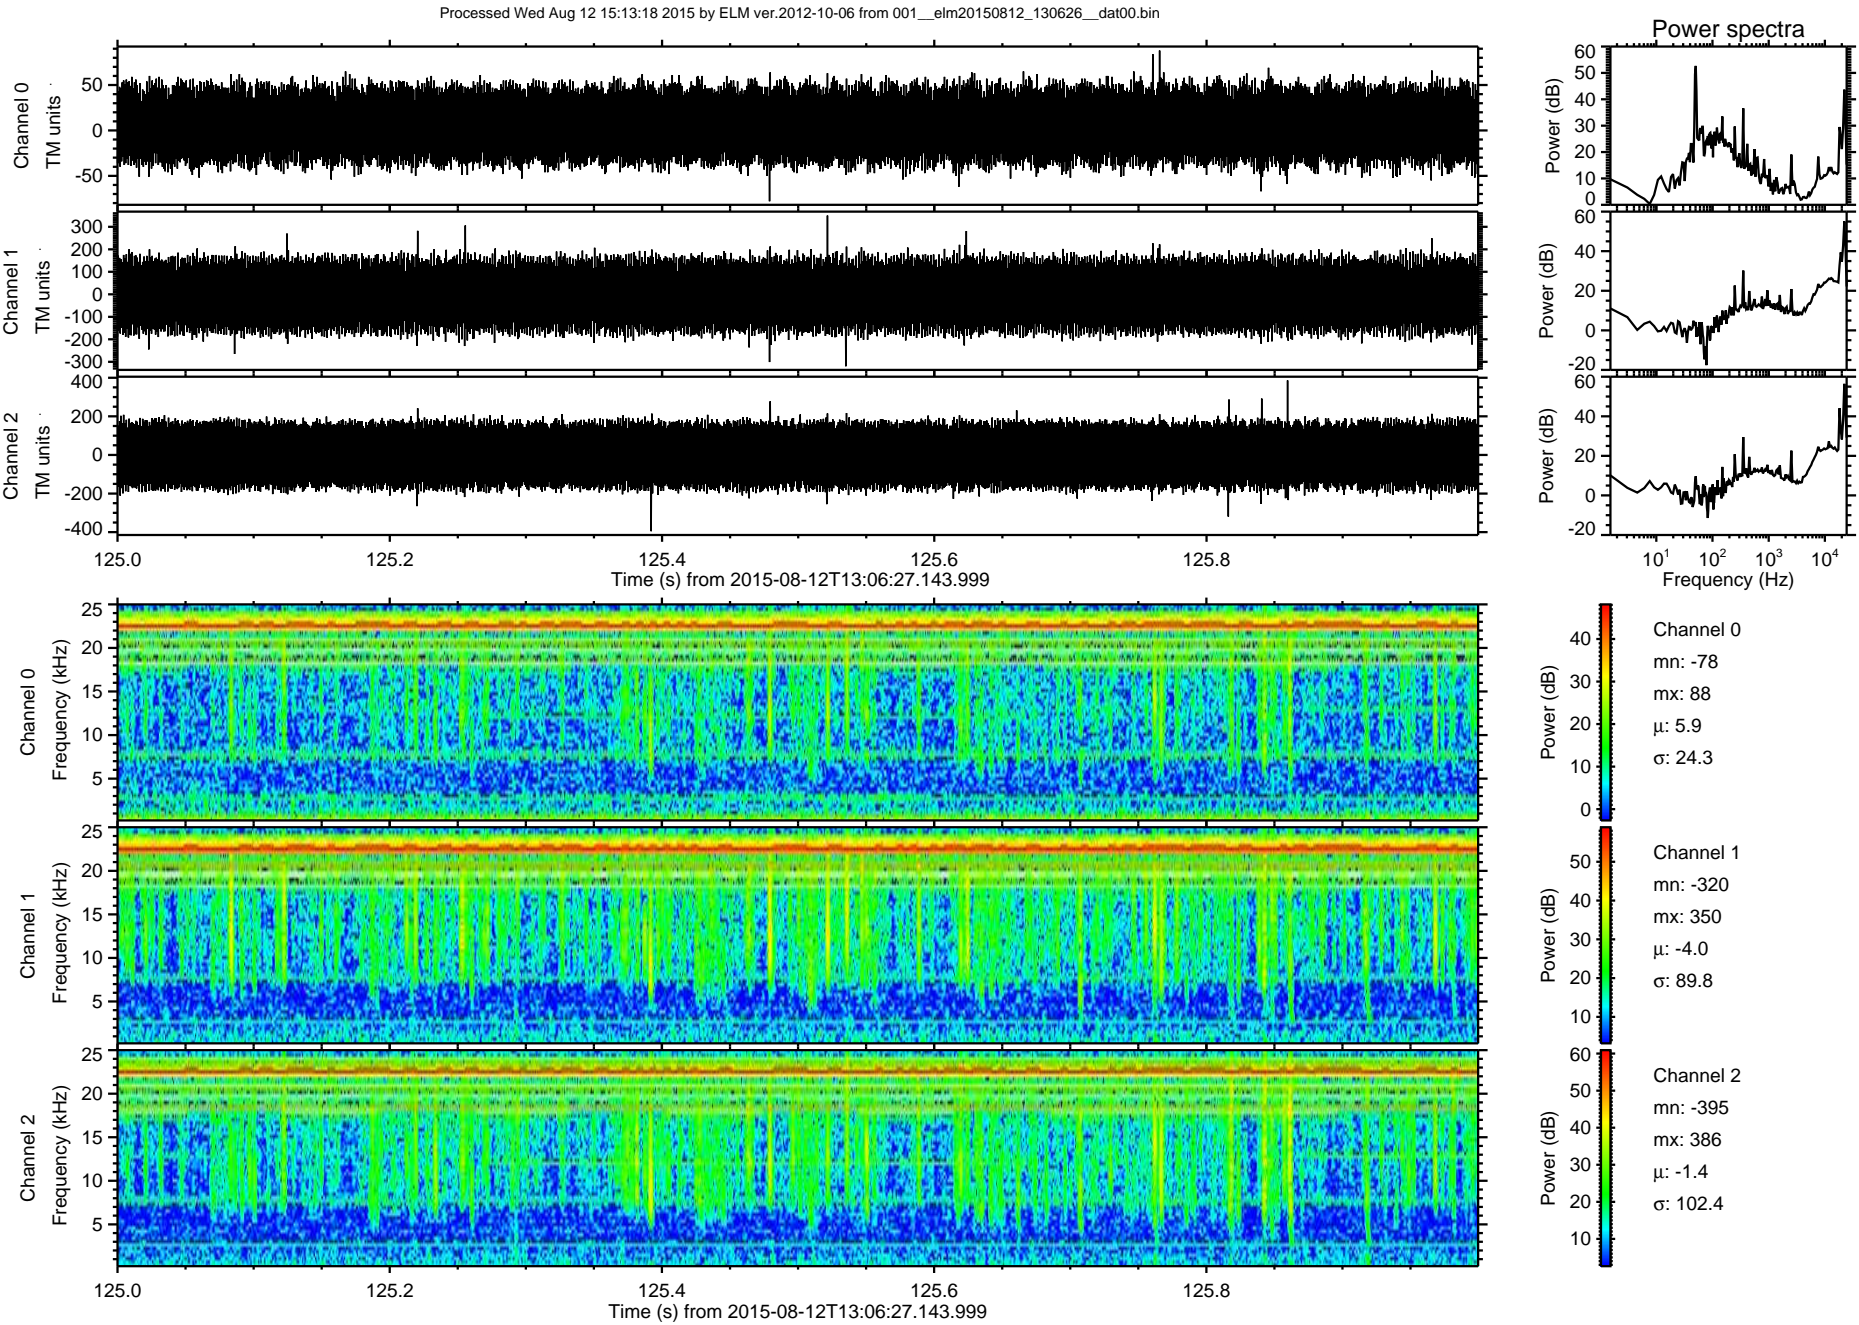 Processed Wed Aug 12 15:13:18 2015 by ELM ver.2012-10-06 from 001__elm20150812_130626__dat00.bin
Power spectra
Channel 0
TM units
50
0
-50
Power (dB)
60
50
40
30
20
10
0
Channel 1
TM units
300
200
100
0
-100
-200
-300
Power (dB)
60
40
20
0
-20
Channel 2
TM units
400
200
0
-200
-400
Power (dB)
60
40
20
0
-20
125.0
125.2
125.4
125.6
125.8
Time (s) from 2015-08-12T13:06:27.143.999
10^1
10^2
10^3
10^4
Frequency (Hz)
Channel 0
Frequency (kHz)
25
20
15
10
5
Power (dB)
40
30
20
10
0
Channel 0
mn: -78
mx: 88
μ: 5.9
σ: 24.3
Channel 1
Frequency (kHz)
25
20
15
10
5
Power (dB)
50
40
30
20
10
Channel 1
mn: -320
mx: 350
μ: -4.0
σ: 89.8
Channel 2
Frequency (kHz)
25
20
15
10
5
Power (dB)
60
50
40
30
20
10
Channel 2
mn: -395
mx: 386
μ: -1.4
σ: 102.4
125.0
125.2
125.4
125.6
125.8
Time (s) from 2015-08-12T13:06:27.143.999